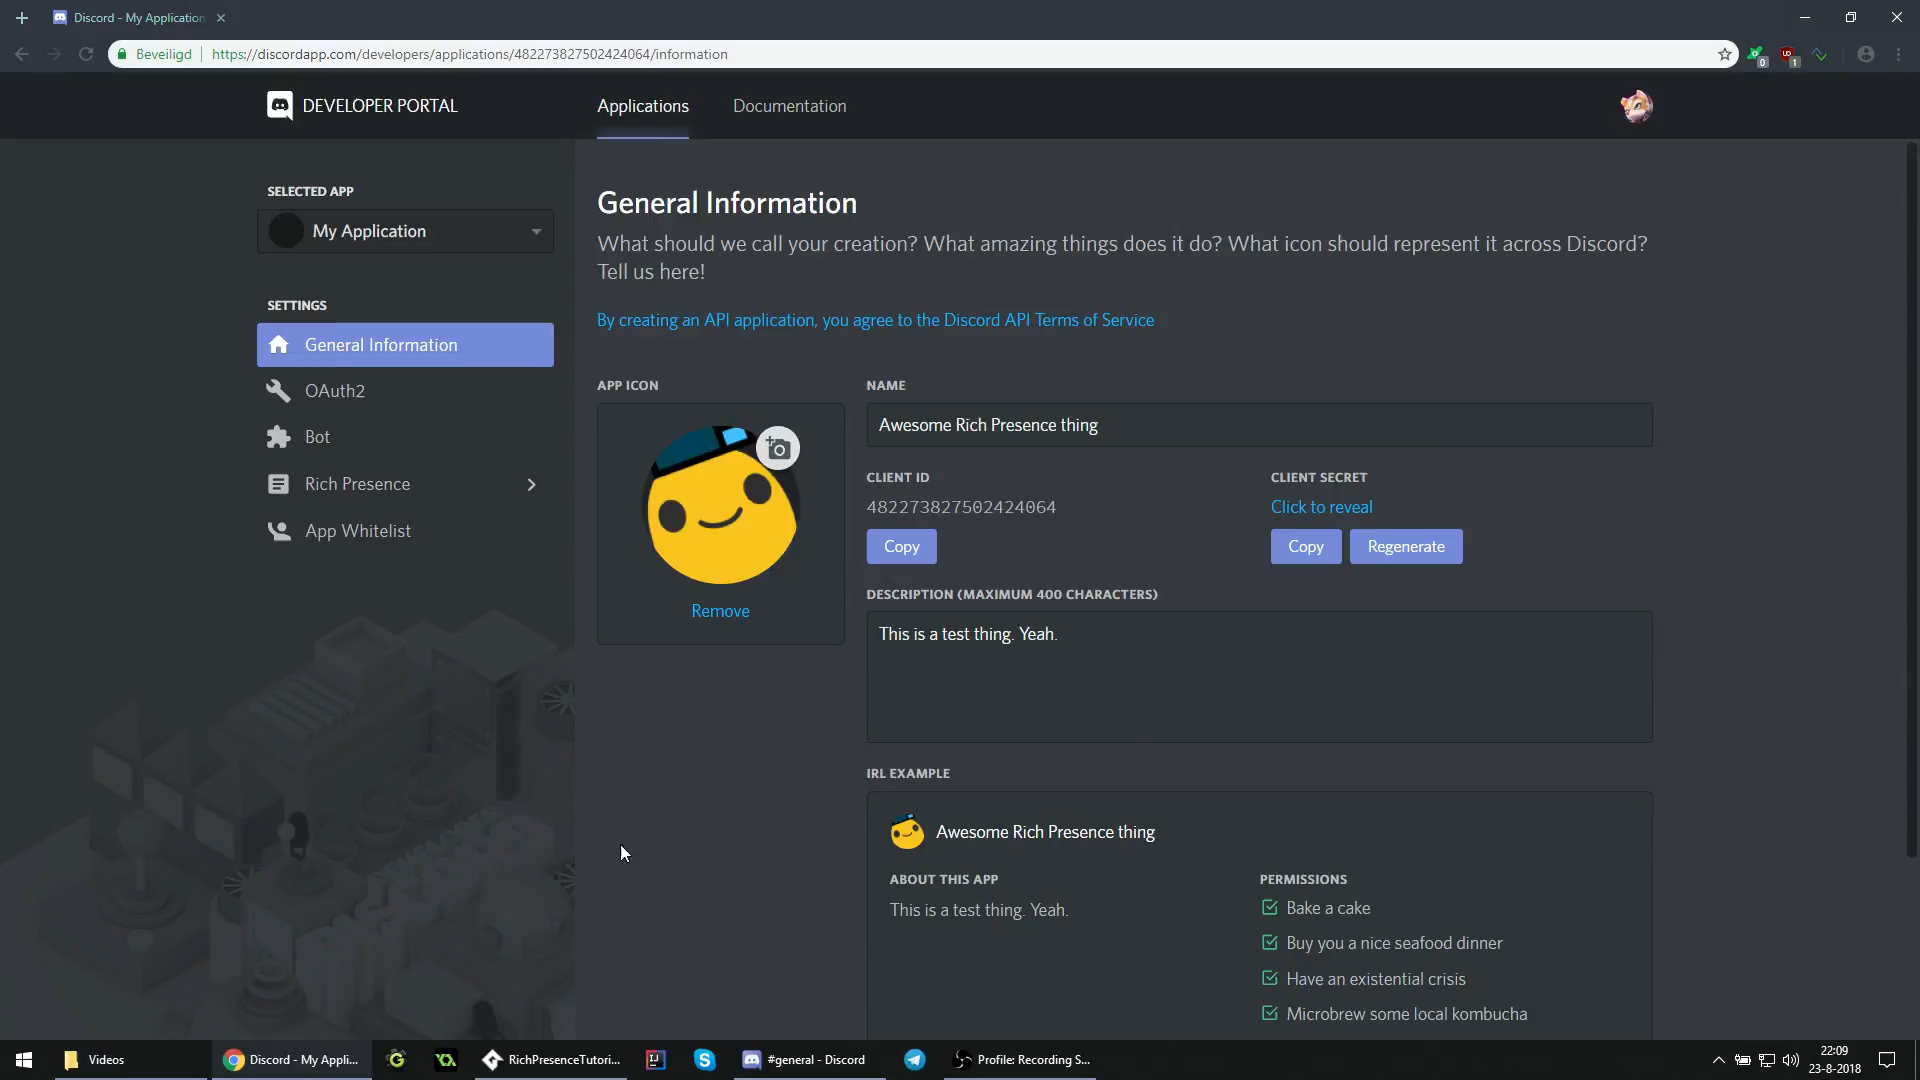 Discord - My Application
Beveiligd
https://discordapp.com/developers/applications/482273827502424064/information
0
1
DEVELOPER PORTAL
Applications
Documentation
SELECTED APP
My Application
SETTINGS
General Information
OAuth2
Bot
Rich Presence
App Whitelist
General Information
What should we call your creation? What amazing things does it do? What icon should represent it across Discord?
Tell us here!
By creating an API application, you agree to the Discord API Terms of Service
APP ICON
Remove
NAME
Awesome Rich Presence thing
CLIENT ID
482273827502424064
Copy
CLIENT SECRET
Click to reveal
Copy
Regenerate
DESCRIPTION (MAXIMUM 400 CHARACTERS)
This is a test thing. Yeah.
IRL EXAMPLE
Awesome Rich Presence thing
ABOUT THIS APP
This is a test thing. Yeah.
PERMISSIONS
Bake a cake
Buy you a nice seafood dinner
Have an existential crisis
Microbrew some local kombucha
Videos
Discord - My Appli...
RichPresenceTutori...
#general - Discord
Profile: Recording S...
22:09
23-8-2018